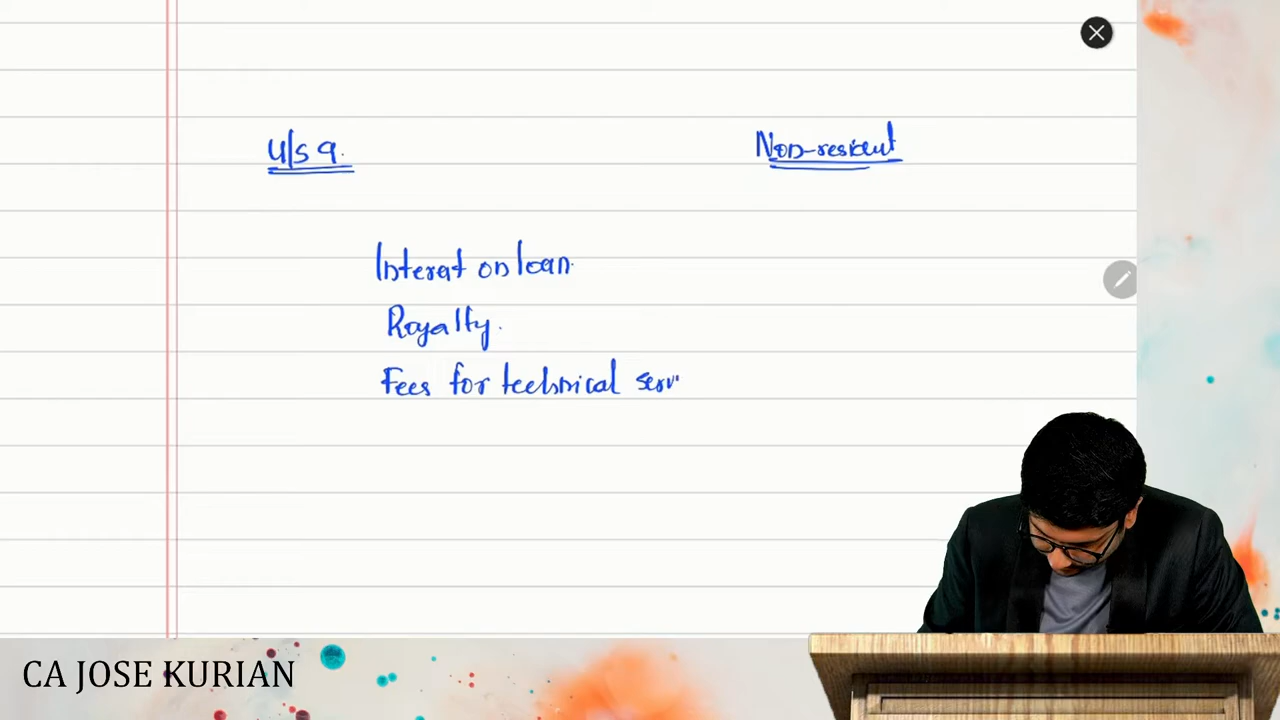 u/s 9.
Non-resident
Interest on loan.
Royalty.
Fees for technical serv
CA JOSE KURIAN